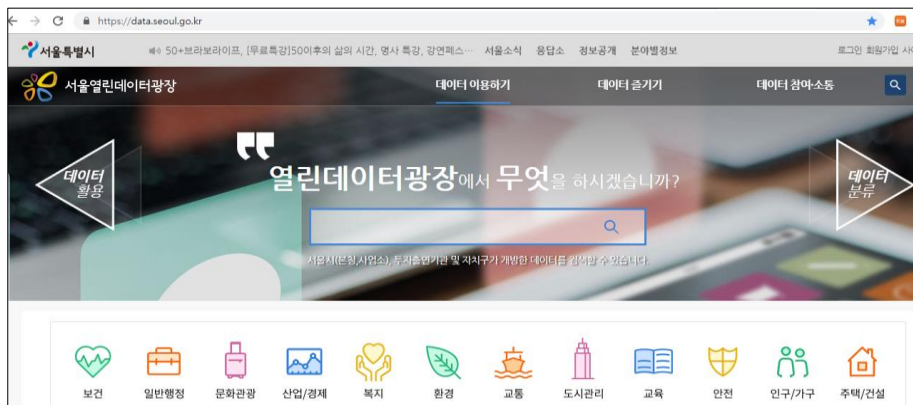 https://data.seoul.go.kr
서울특별시
50+브라보라이프, [무료특강]50이후의 삶의 시간, 명사 특강, 강연페스… 서울소식 응답소 정보공개 분야별정보
로그인 회원가입
서울열린데이터광장
데이터 이용하기 데이터 즐기기 데이터 참여·소통
열린데이터광장에서 무엇을 하시겠습니까?
데이터
활용
데이터
분류
서울시(본청,사업소), 투자출연기관 및 자치구가 개방한 데이터를 검색할 수 있습니다.
보건 일반행정 문화관광 산업/경제 복지 환경 교통 도시관리 교육 안전 인구/가구 주택/건설